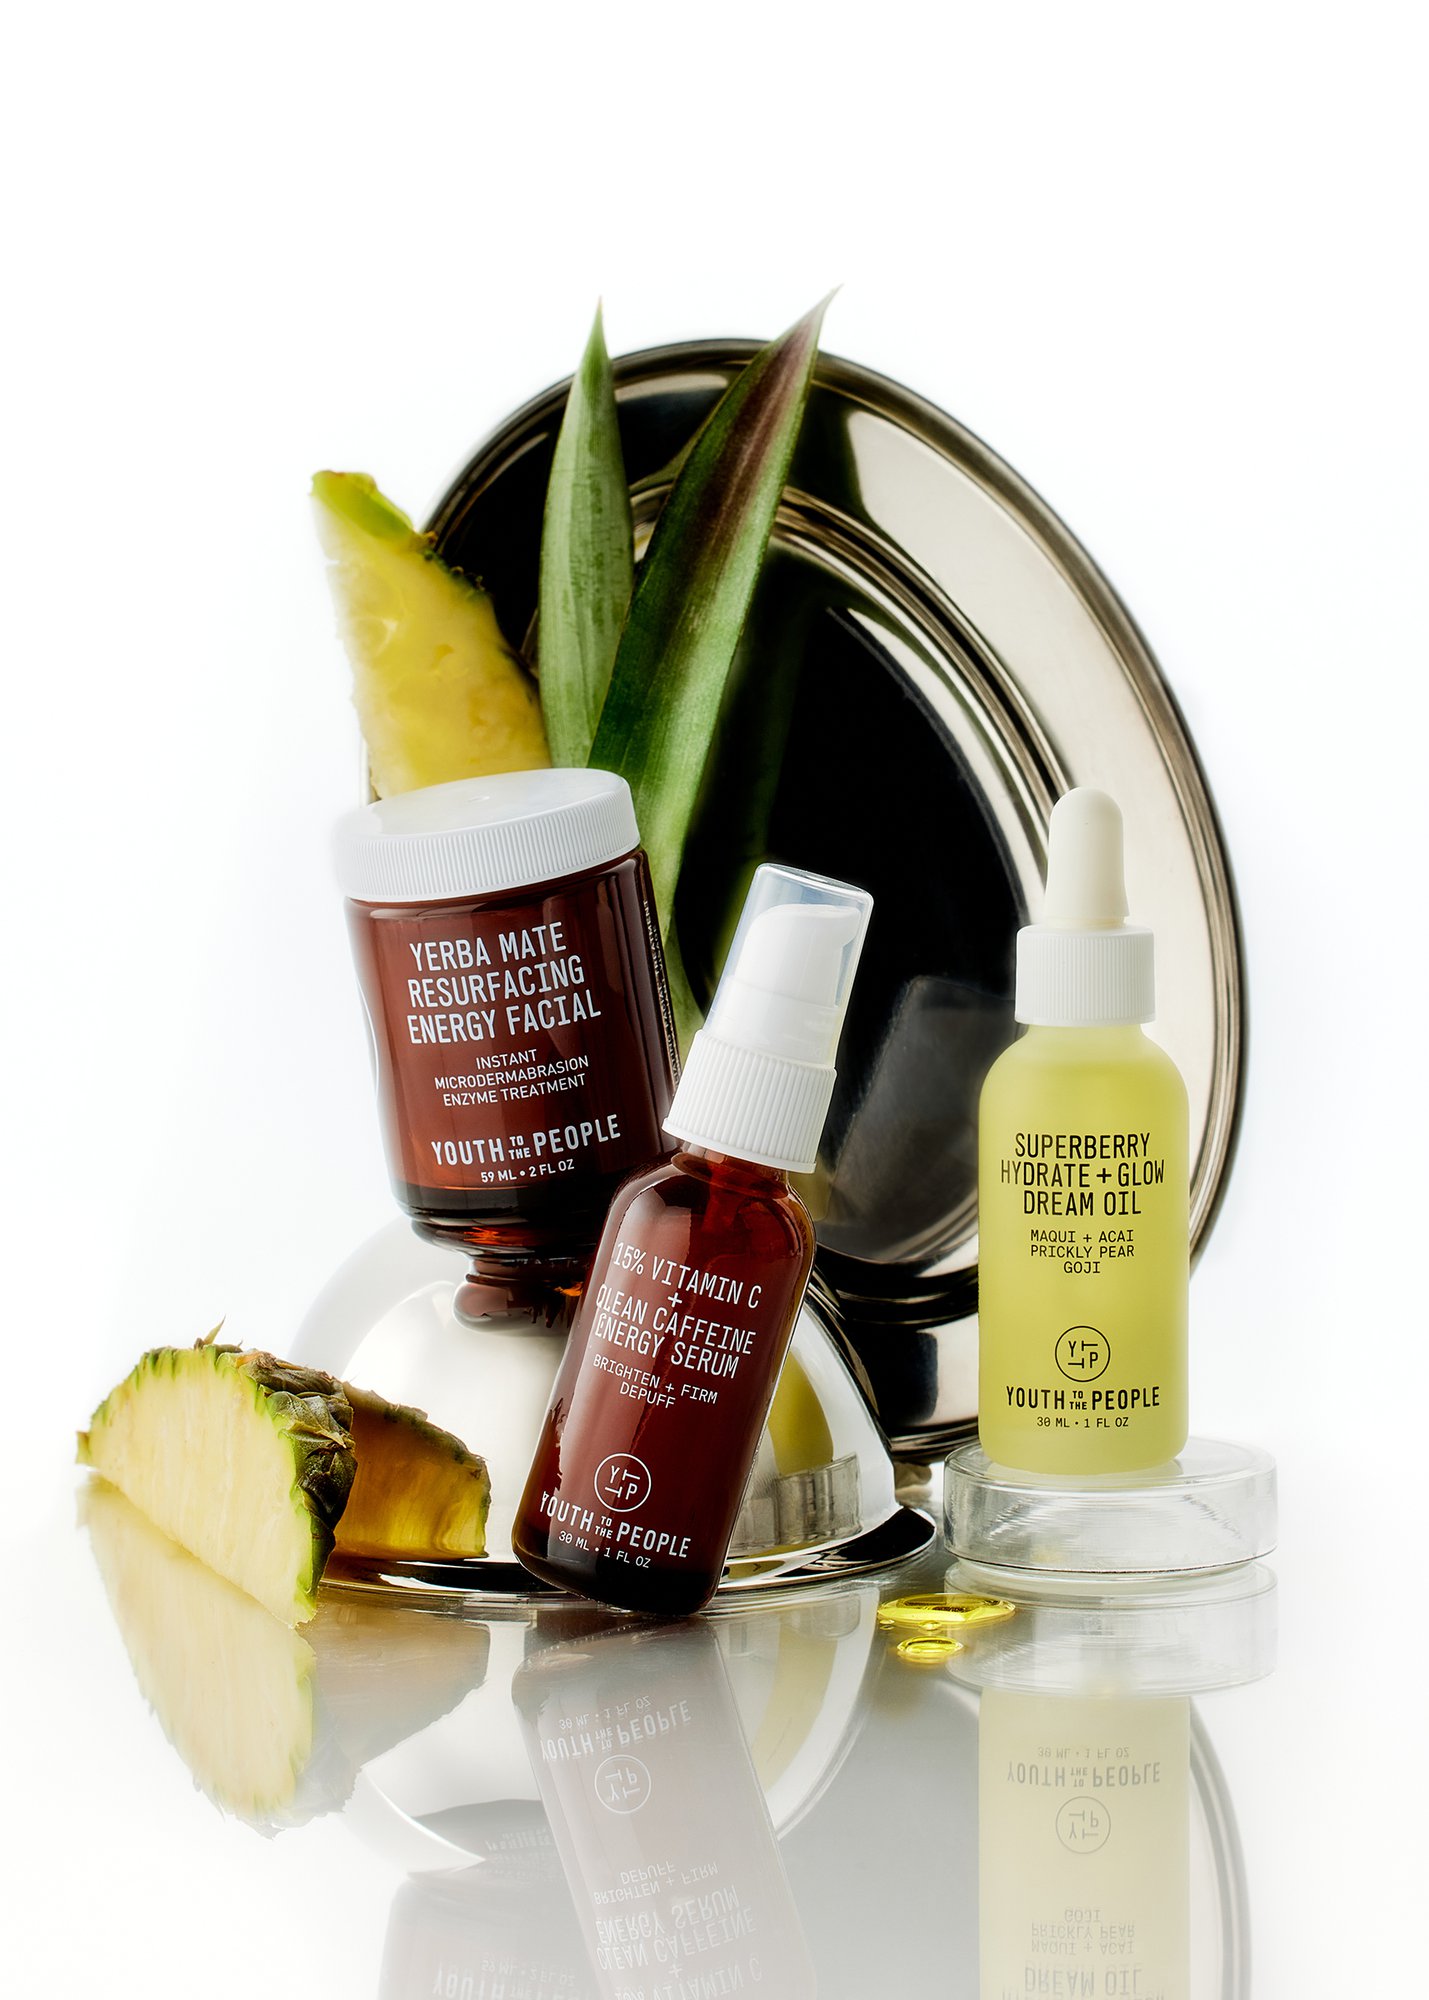 YERBA MATE
RESURFACING
ENERGY FACIAL
INSTANT
MICRODERMABRASION
ENZYME TREATMENT
YOUTH TO THE PEOPLE
59 ML • 2 FL OZ
15% VITAMIN C
+
CLEAN CAFFEINE
ENERGY SERUM
BRIGHTEN + FIRM
DEPUFF
YTTP
YOUTH TO THE PEOPLE
30 ML • 1 FL OZ
SUPERBERRY
HYDRATE + GLOW
DREAM OIL
MAQUI + ACAI
PRICKLY PEAR
GOJI
YTTP
YOUTH TO THE PEOPLE
30 ML • 1 FL OZ